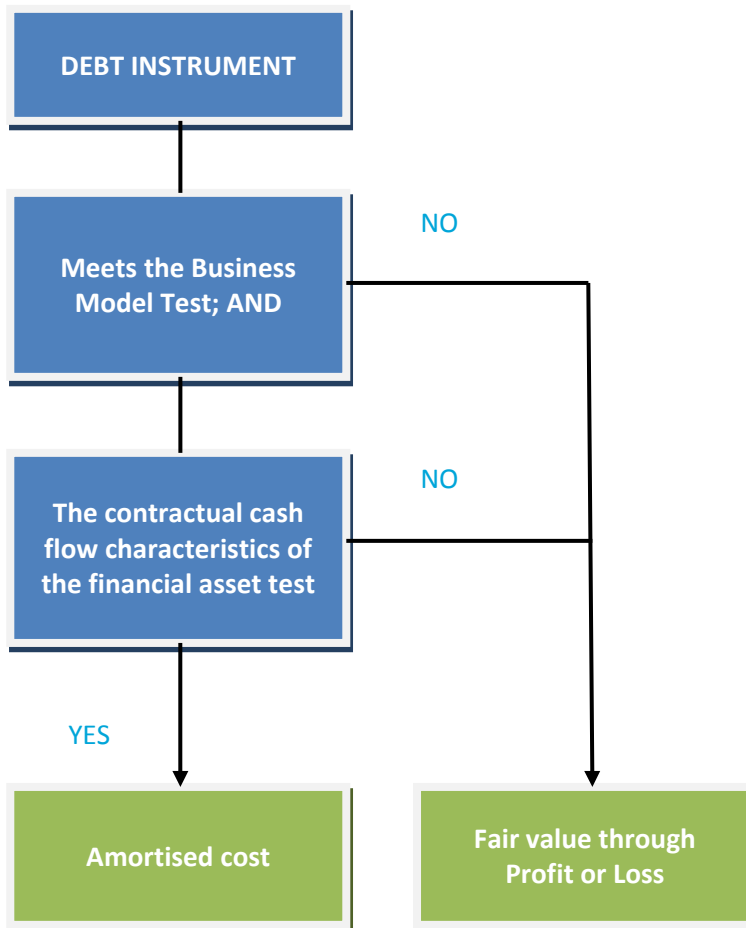 DEBT INSTRUMENT
NO
Meets the Business
Model Test; AND
NO
The contractual cash
flow characteristics of
the financial asset test
YES
Amortised cost
Fair value through
Profit or Loss